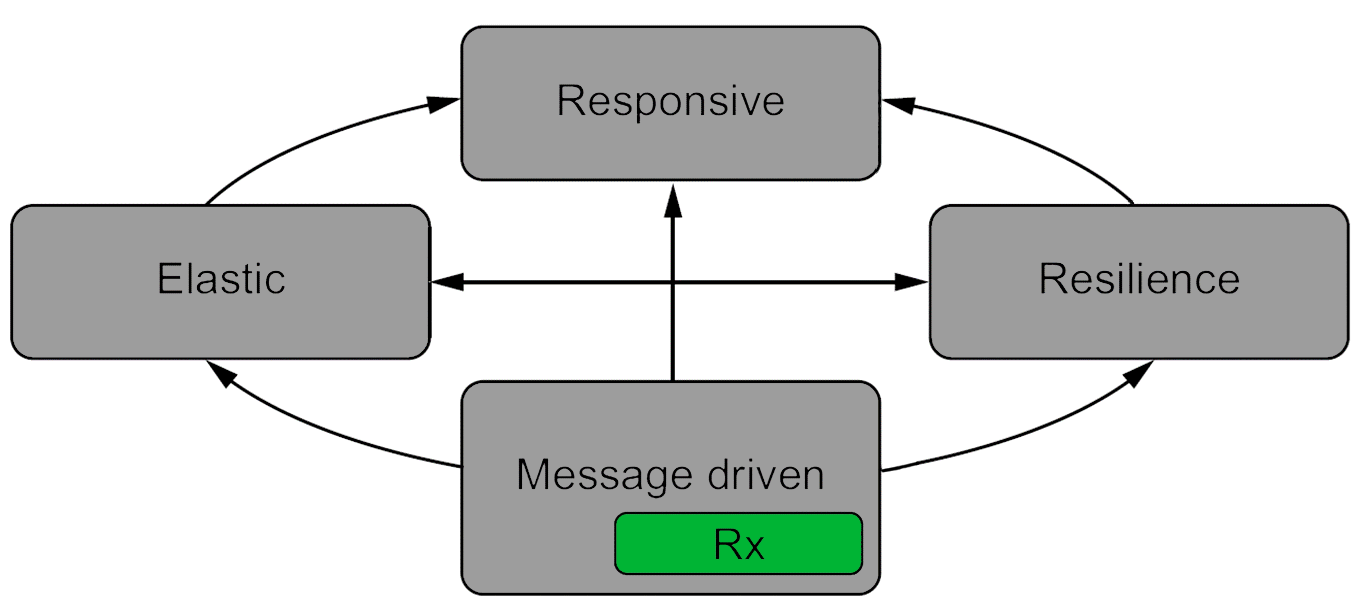 Responsive
Elastic
Resilience
Message driven
Rx